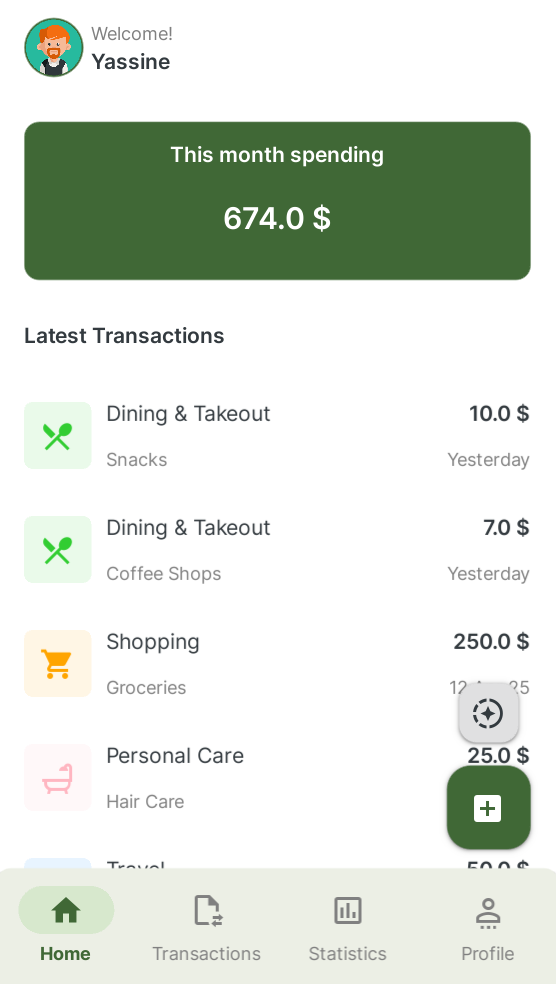 Welcome!
Yassine
This month spending
674.0 $
Latest Transactions
Dining & Takeout
10.0 $
Snacks
Yesterday
Dining & Takeout
7.0 $
Coffee Shops
Yesterday
Shopping
250.0 $
Groceries
12 25
Personal Care
25.0 $
Hair Care
Travel
50.0 $
Home
Transactions
Statistics
Profile